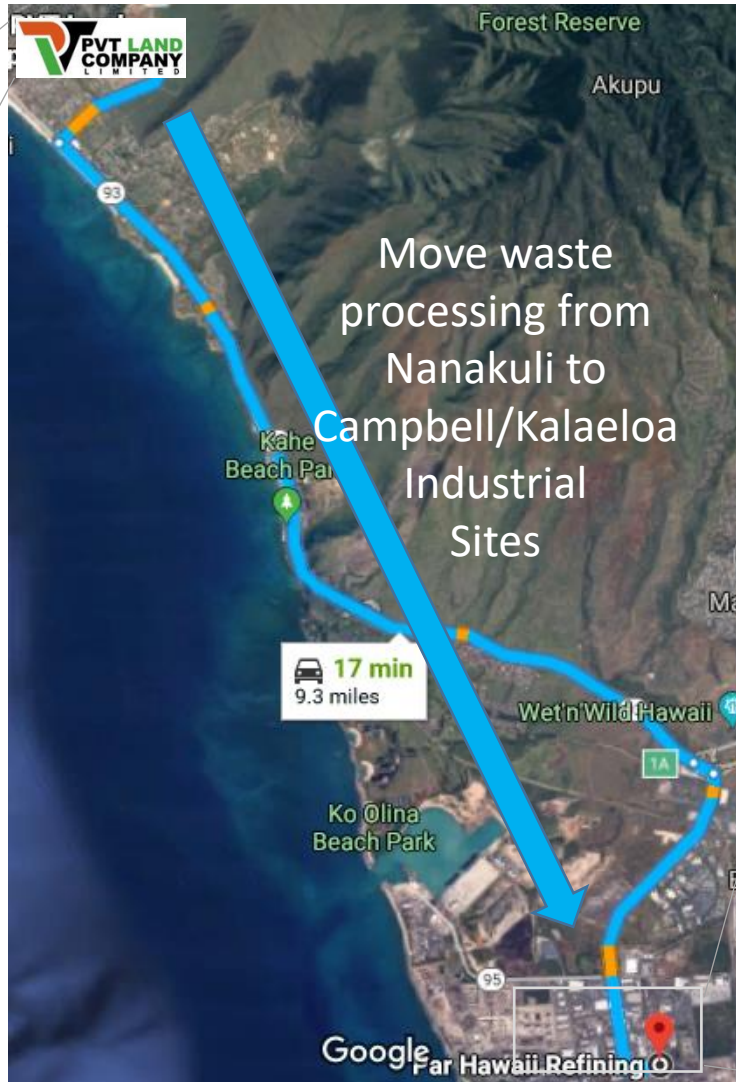 PVT LAND
COMPANY
LIMITED
Forest Reserve
Akupu
93
Move waste
processing from
Nanakuli to
Campbell/Kalaeloa
Industrial
Sites
Kahe
Beach
17 min
9.3 miles
Wet'n'Wild Hawaii
1A
Ko Olina
Beach Park
95
Google
Par Hawaii Refining